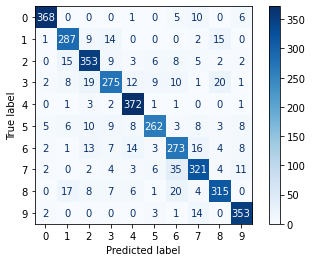 0 368 0 0 0 1 0 5 10 0 6
1 1 287 9 14 0 0 0 2 15 0
2 0 15 353 9 3 6 8 5 2 2
3 2 8 19 275 12 9 10 1 20 1
4 0 1 3 2 372 1 1 0 0 1
5 5 6 10 9 8 262 3 8 3 8
6 2 1 13 7 14 3 273 16 4 8
7 2 0 2 4 3 6 35 321 4 11
8 0 17 8 7 6 1 20 4 315 0
9 2 0 0 0 0 3 1 14 0 353
0 1 2 3 4 5 6 7 8 9
Predicted label
True label
350
300
250
200
150
100
50
0